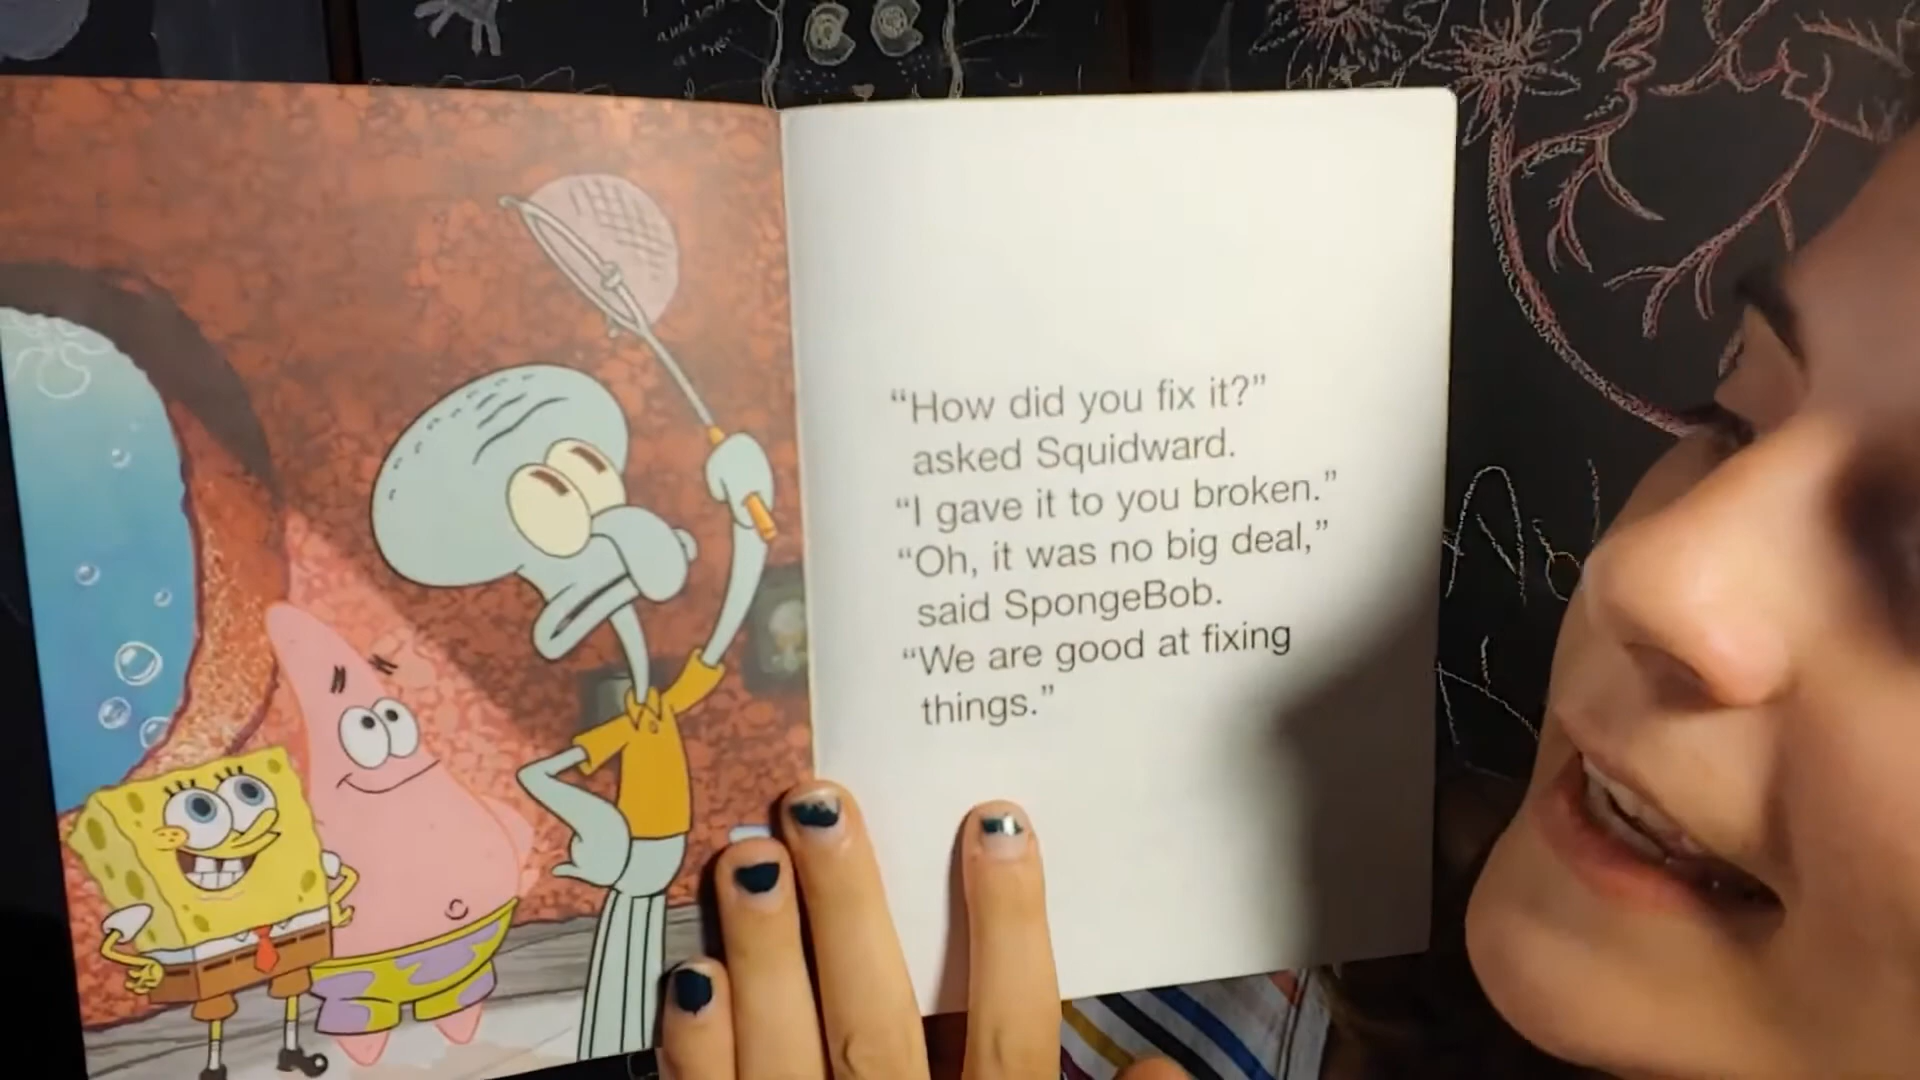 “How did you fix it?”
asked Squidward.
“I gave it to you broken.”
“Oh, it was no big deal,”
said SpongeBob.
“We are good at fixing
things.”